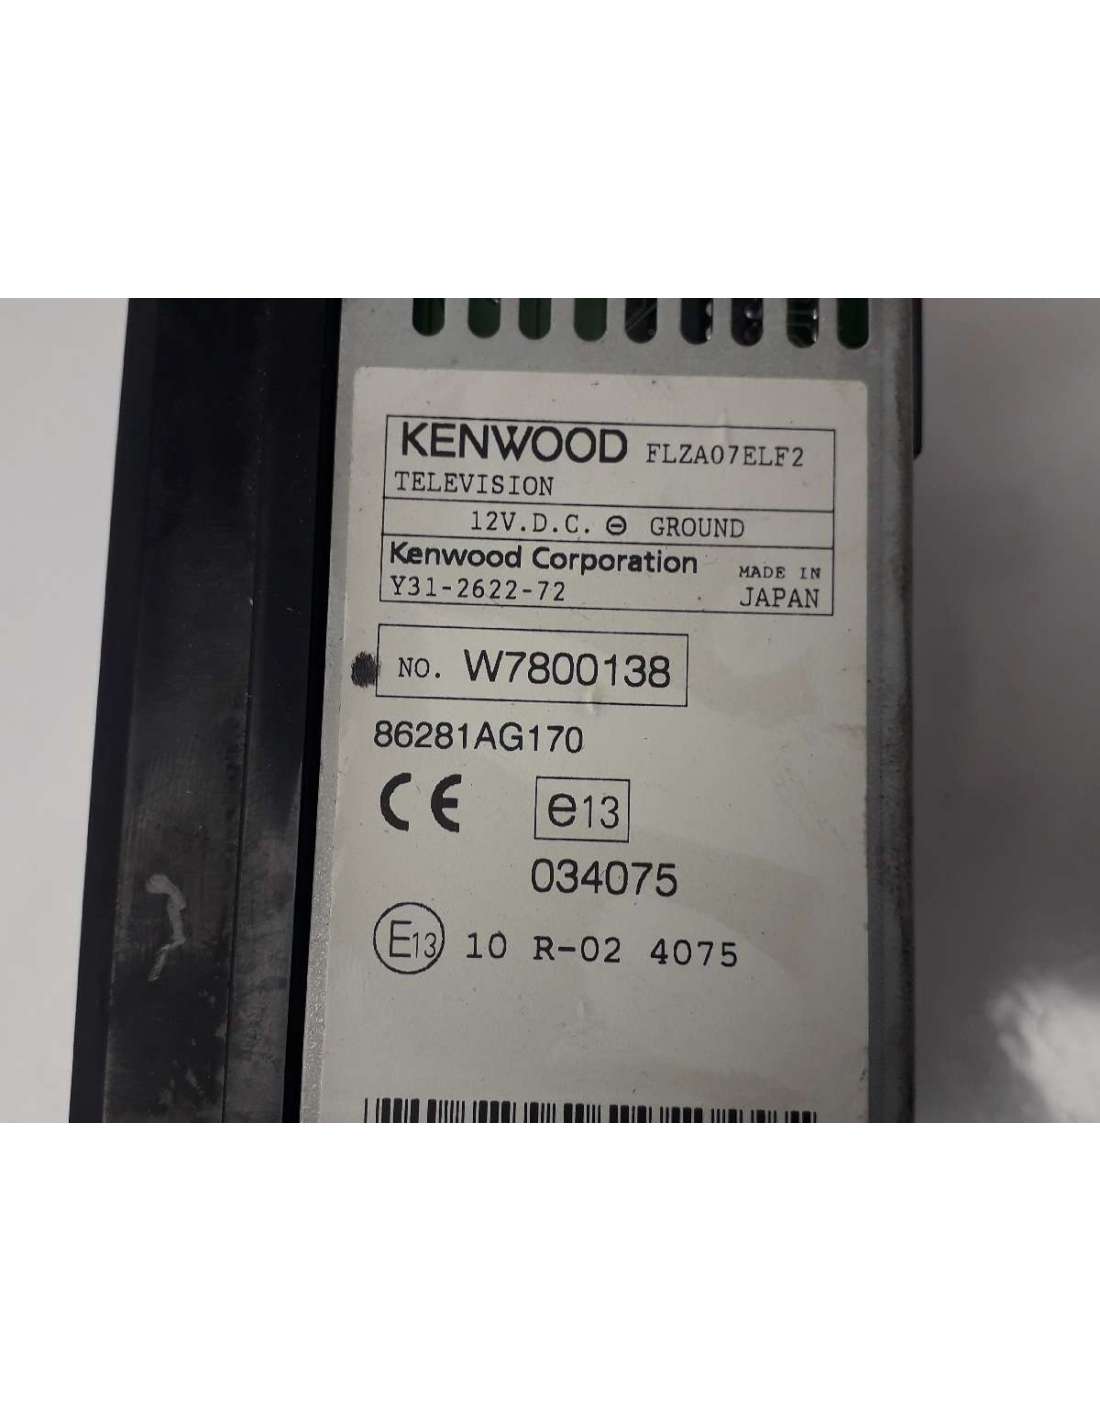 KENWOOD FLZA07ELF2
TELEVISION
12V.D.C. ⊖ GROUND
Kenwood Corporation MADE IN
Y31-2622-72 JAPAN
NO. W7800138
86281AG170
CE e13
034075
E13 10 R-02 4075